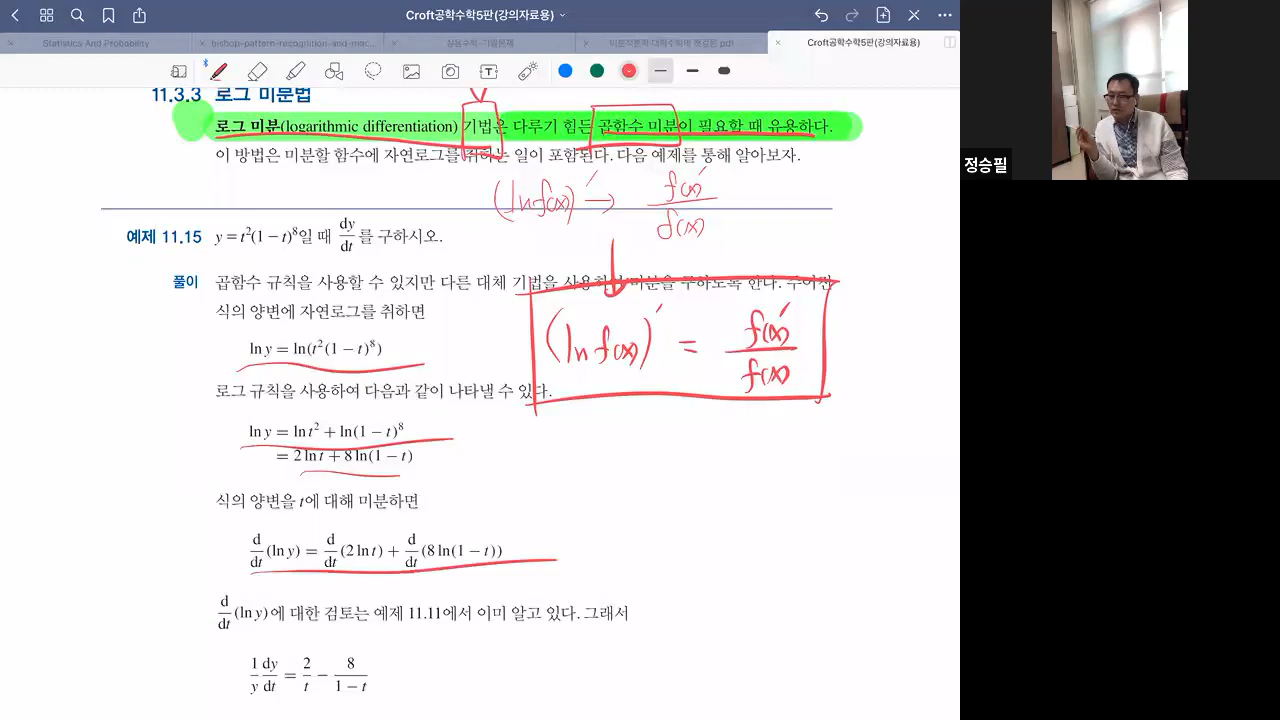 Croft공학수학5판(강의자료용)
Statistics And Probability
bishop-pattern-recognition-and-mac...
Croft공학수학5판(강의자료용)
11.3.3 로그 미분법
로그 미분(logarithmic differentiation) 기법은 다루기 힘든 곱함수 미분이 필요할 때 유용하다.
이 방법은 미분할 함수에 자연로그를 취하는 일이 포함된다. 다음 예제를 통해 알아보자.
(ln f(x))′ → f(x)′/f(x)
예제 11.15 y = t²(1 − t)⁸일 때 dy/dt를 구하시오.
풀이 곱함수 규칙을 사용할 수 있지만 다른 대체 기법을 사용하여 미분을 구하도록 한다. 주어진
식의 양변에 자연로그를 취하면
(ln f(x))′ = f(x)′/f(x)
ln y = ln(t²(1 − t)⁸)
로그 규칙을 사용하여 다음과 같이 나타낼 수 있다.
ln y = ln t² + ln(1 − t)⁸
= 2 ln t + 8 ln(1 − t)
식의 양변을 t에 대해 미분하면
d/dt(ln y) = d/dt(2 ln t) + d/dt(8 ln(1 − t))
d/dt(ln y)에 대한 검토는 예제 11.11에서 이미 알고 있다. 그래서
1/y dy/dt = 2/t − 8/(1 − t)
정승필